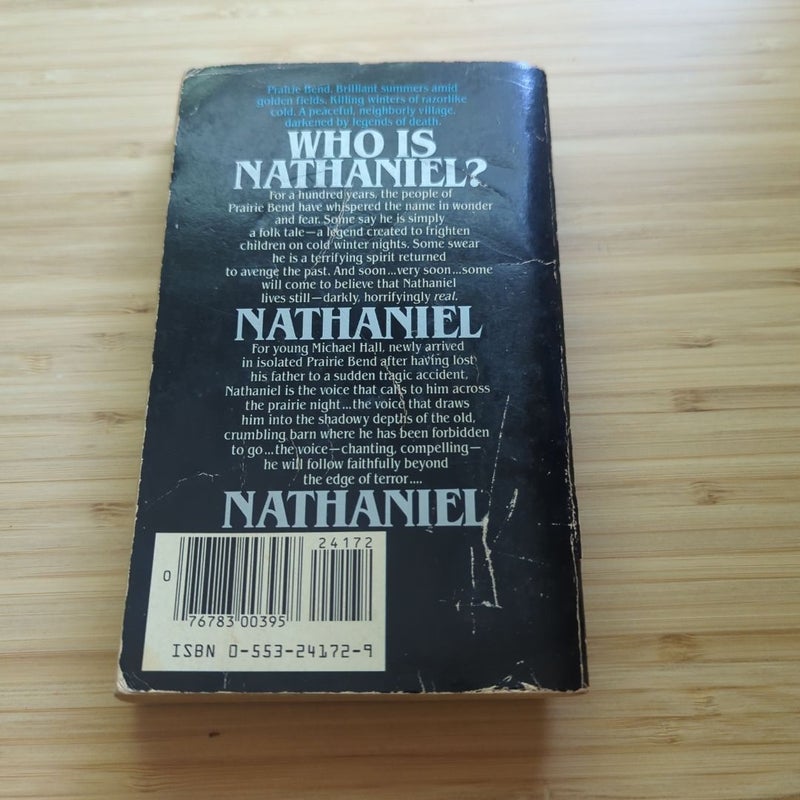 Prairie Bend. Brilliant summers amid
golden fields. Killing winters of razorlike
cold. A peaceful, neighborly village,
darkened by legends of death.
WHO IS
NATHANIEL?
For a hundred years, the people of
Prairie Bend have whispered the name in wonder
and fear. Some say he is simply
a folk tale—a legend created to frighten
children on cold winter nights. Some swear
he is a terrifying spirit returned
to avenge the past. And soon...very soon...some
will come to believe that Nathaniel
lives still—darkly, horrifyingly real.
NATHANIEL
For young Michael Hall, newly arrived
in isolated Prairie Bend after having lost
his father to a sudden tragic accident,
Nathaniel is the voice that calls to him across
the prairie night...the voice that draws
him into the shadowy depths of the old,
crumbling barn where he has been forbidden
to go...the voice—chanting, compelling—
he will follow faithfully beyond
the edge of terror....
NATHANIEL
24172
0
76783 00395
ISBN 0-553-24172-9